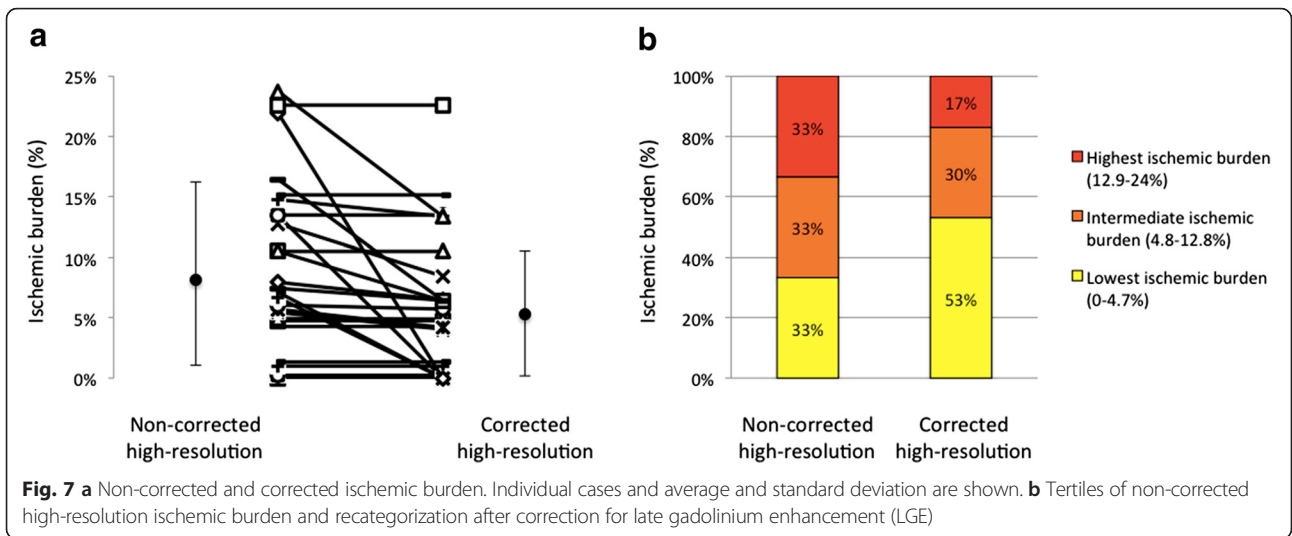 a
25%
20%
15%
10%
5%
0%
Ischemic burden (%)
Non-corrected
high-resolution
Corrected
high-resolution
b
100%
80%
60%
40%
20%
0%
Ischemic burden (%)
33%
33%
33%
17%
30%
53%
Non-corrected
high-resolution
Corrected
high-resolution
Highest ischemic burden
(12.9-24%)
Intermediate ischemic
burden (4.8-12.8%)
Lowest ischemic burden
(0-4.7%)
Fig. 7 a Non-corrected and corrected ischemic burden. Individual cases and average and standard deviation are shown. b Tertiles of non-corrected
high-resolution ischemic burden and recategorization after correction for late gadolinium enhancement (LGE)